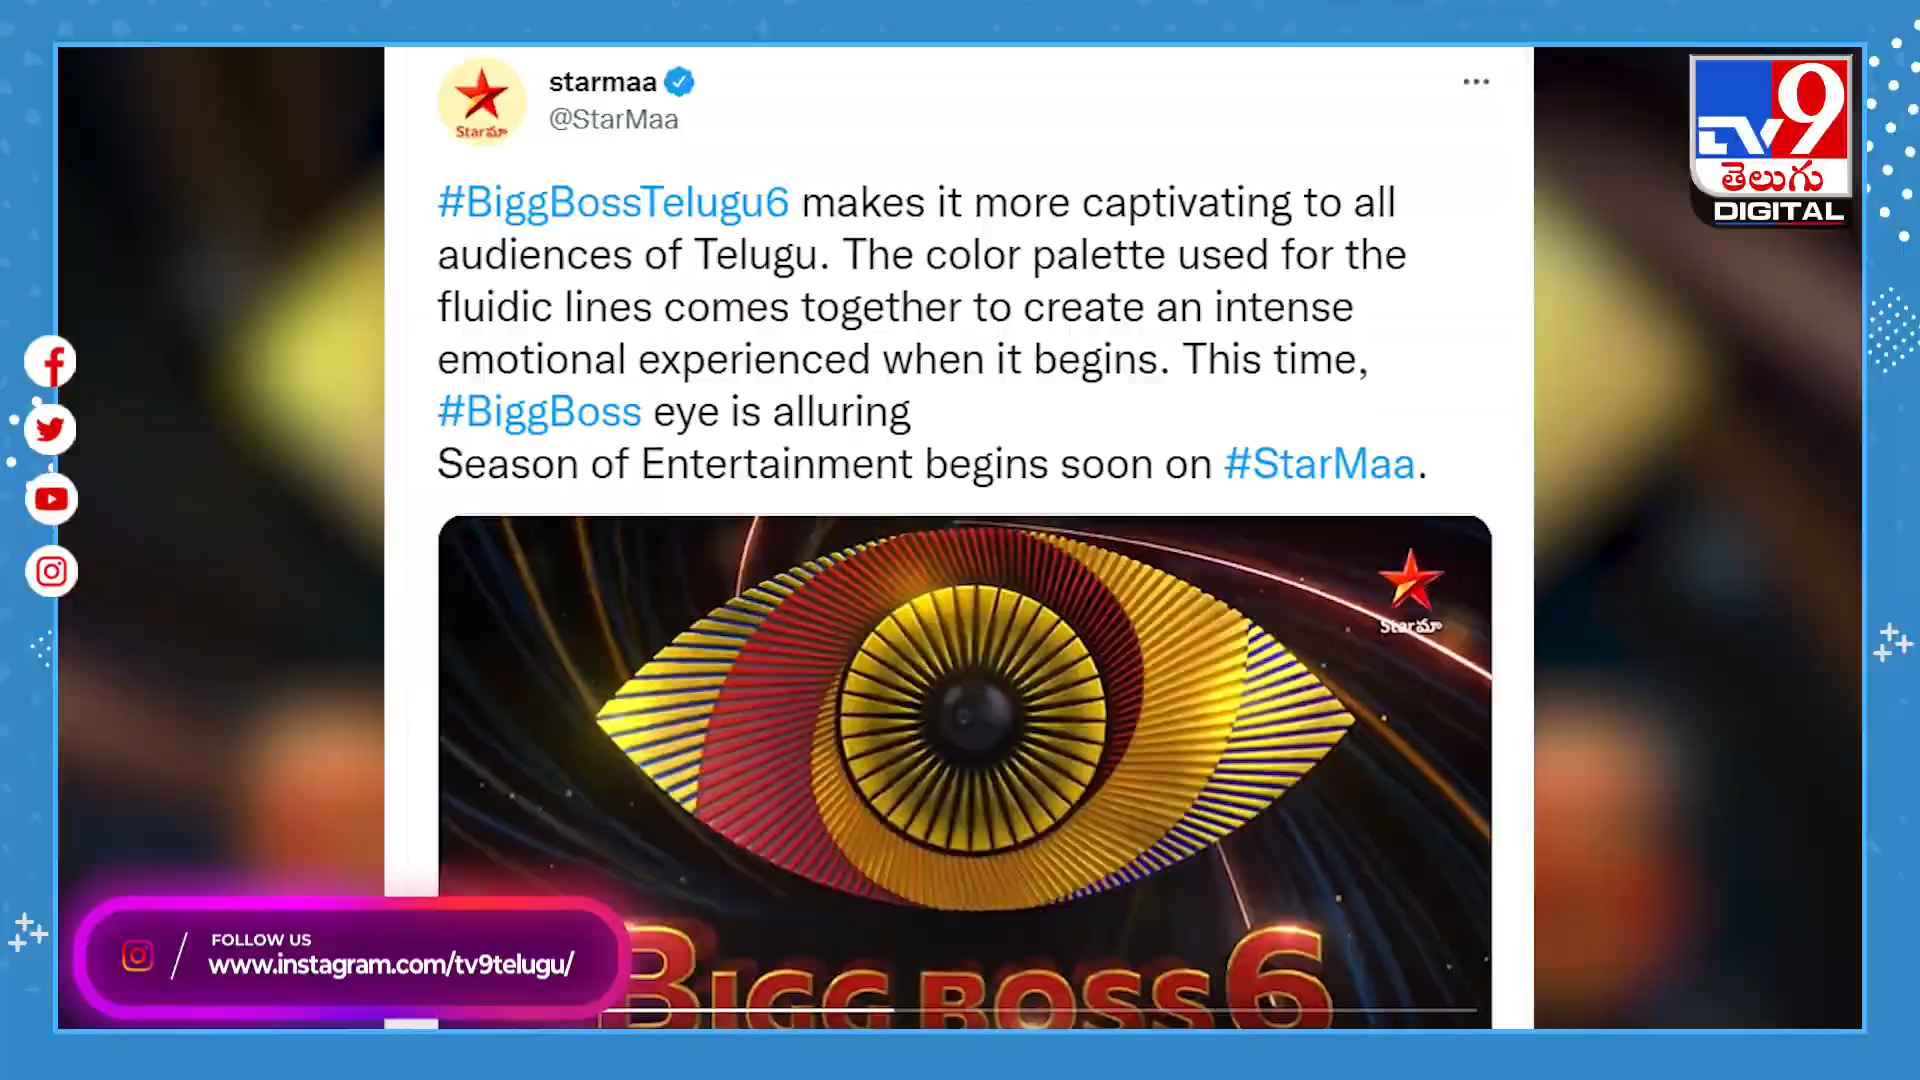 starmaa
@StarMaa
Starమా
#BiggBossTelugu6 makes it more captivating to all
audiences of Telugu. The color palette used for the
fluidic lines comes together to create an intense
emotional experienced when it begins. This time,
#BiggBoss eye is alluring
Season of Entertainment begins soon on #StarMaa.
Starమా
BIGG BOSS 6
TV9
తెలుగు
DIGITAL
FOLLOW US
www.instagram.com/tv9telugu/